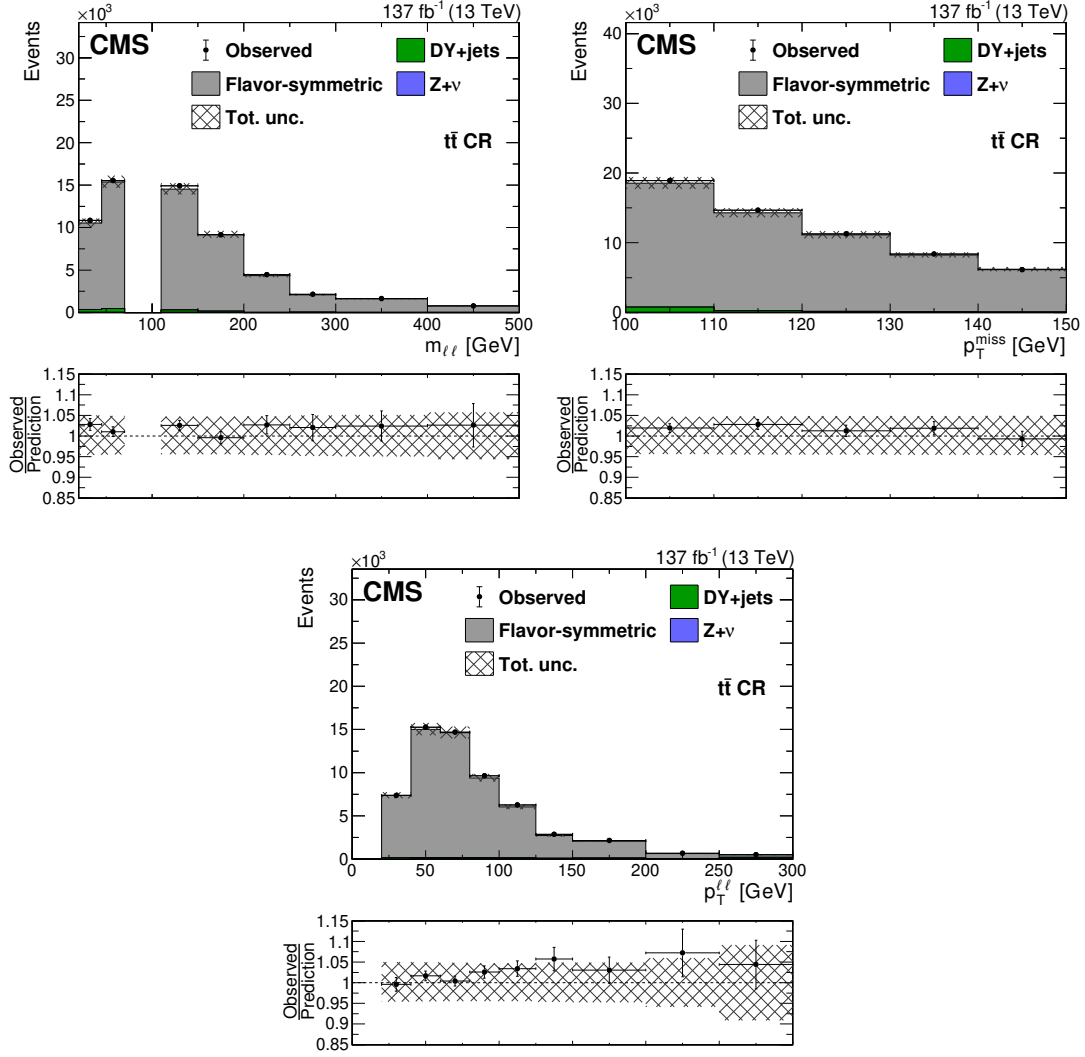 ×10³ 137 fb⁻¹ (13 TeV)
CMS
Events
Observed
DY+jets
Flavor-symmetric
Z+ν
Tot. unc.
tt̄ CR
30
25
20
15
10
5
0
100 200 300 400 500
m_ℓℓ [GeV]
Observed
Prediction
1.15
1.1
1.05
1
0.95
0.9
0.85
×10³ 137 fb⁻¹ (13 TeV)
CMS
Events
Observed
DY+jets
Flavor-symmetric
Z+ν
Tot. unc.
tt̄ CR
40
30
20
10
0
100 110 120 130 140 150
p_T^miss [GeV]
Observed
Prediction
1.15
1.1
1.05
1
0.95
0.9
0.85
×10³ 137 fb⁻¹ (13 TeV)
CMS
Events
Observed
DY+jets
Flavor-symmetric
Z+ν
Tot. unc.
tt̄ CR
30
25
20
15
10
5
0
0 50 100 150 200 250 300
p_T^ℓℓ [GeV]
Observed
Prediction
1.15
1.1
1.05
1
0.95
0.9
0.85